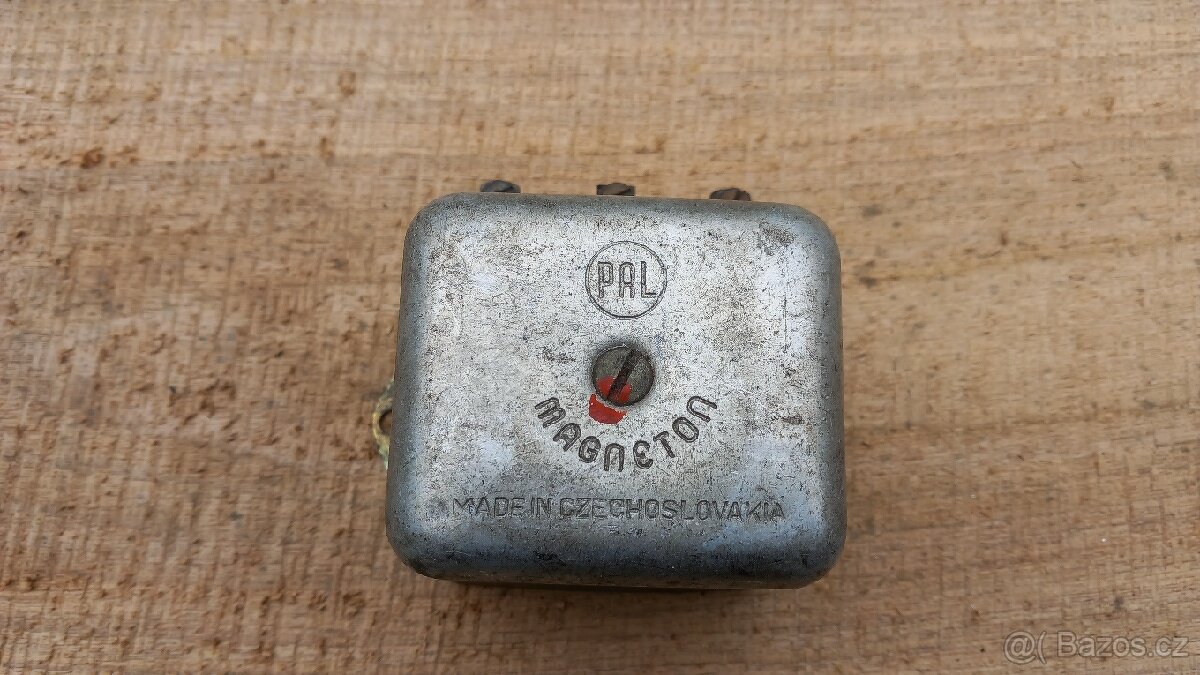 PAL
MAGNETON
MADE IN CZECHOSLOVAKIA
@( Bazos.cz